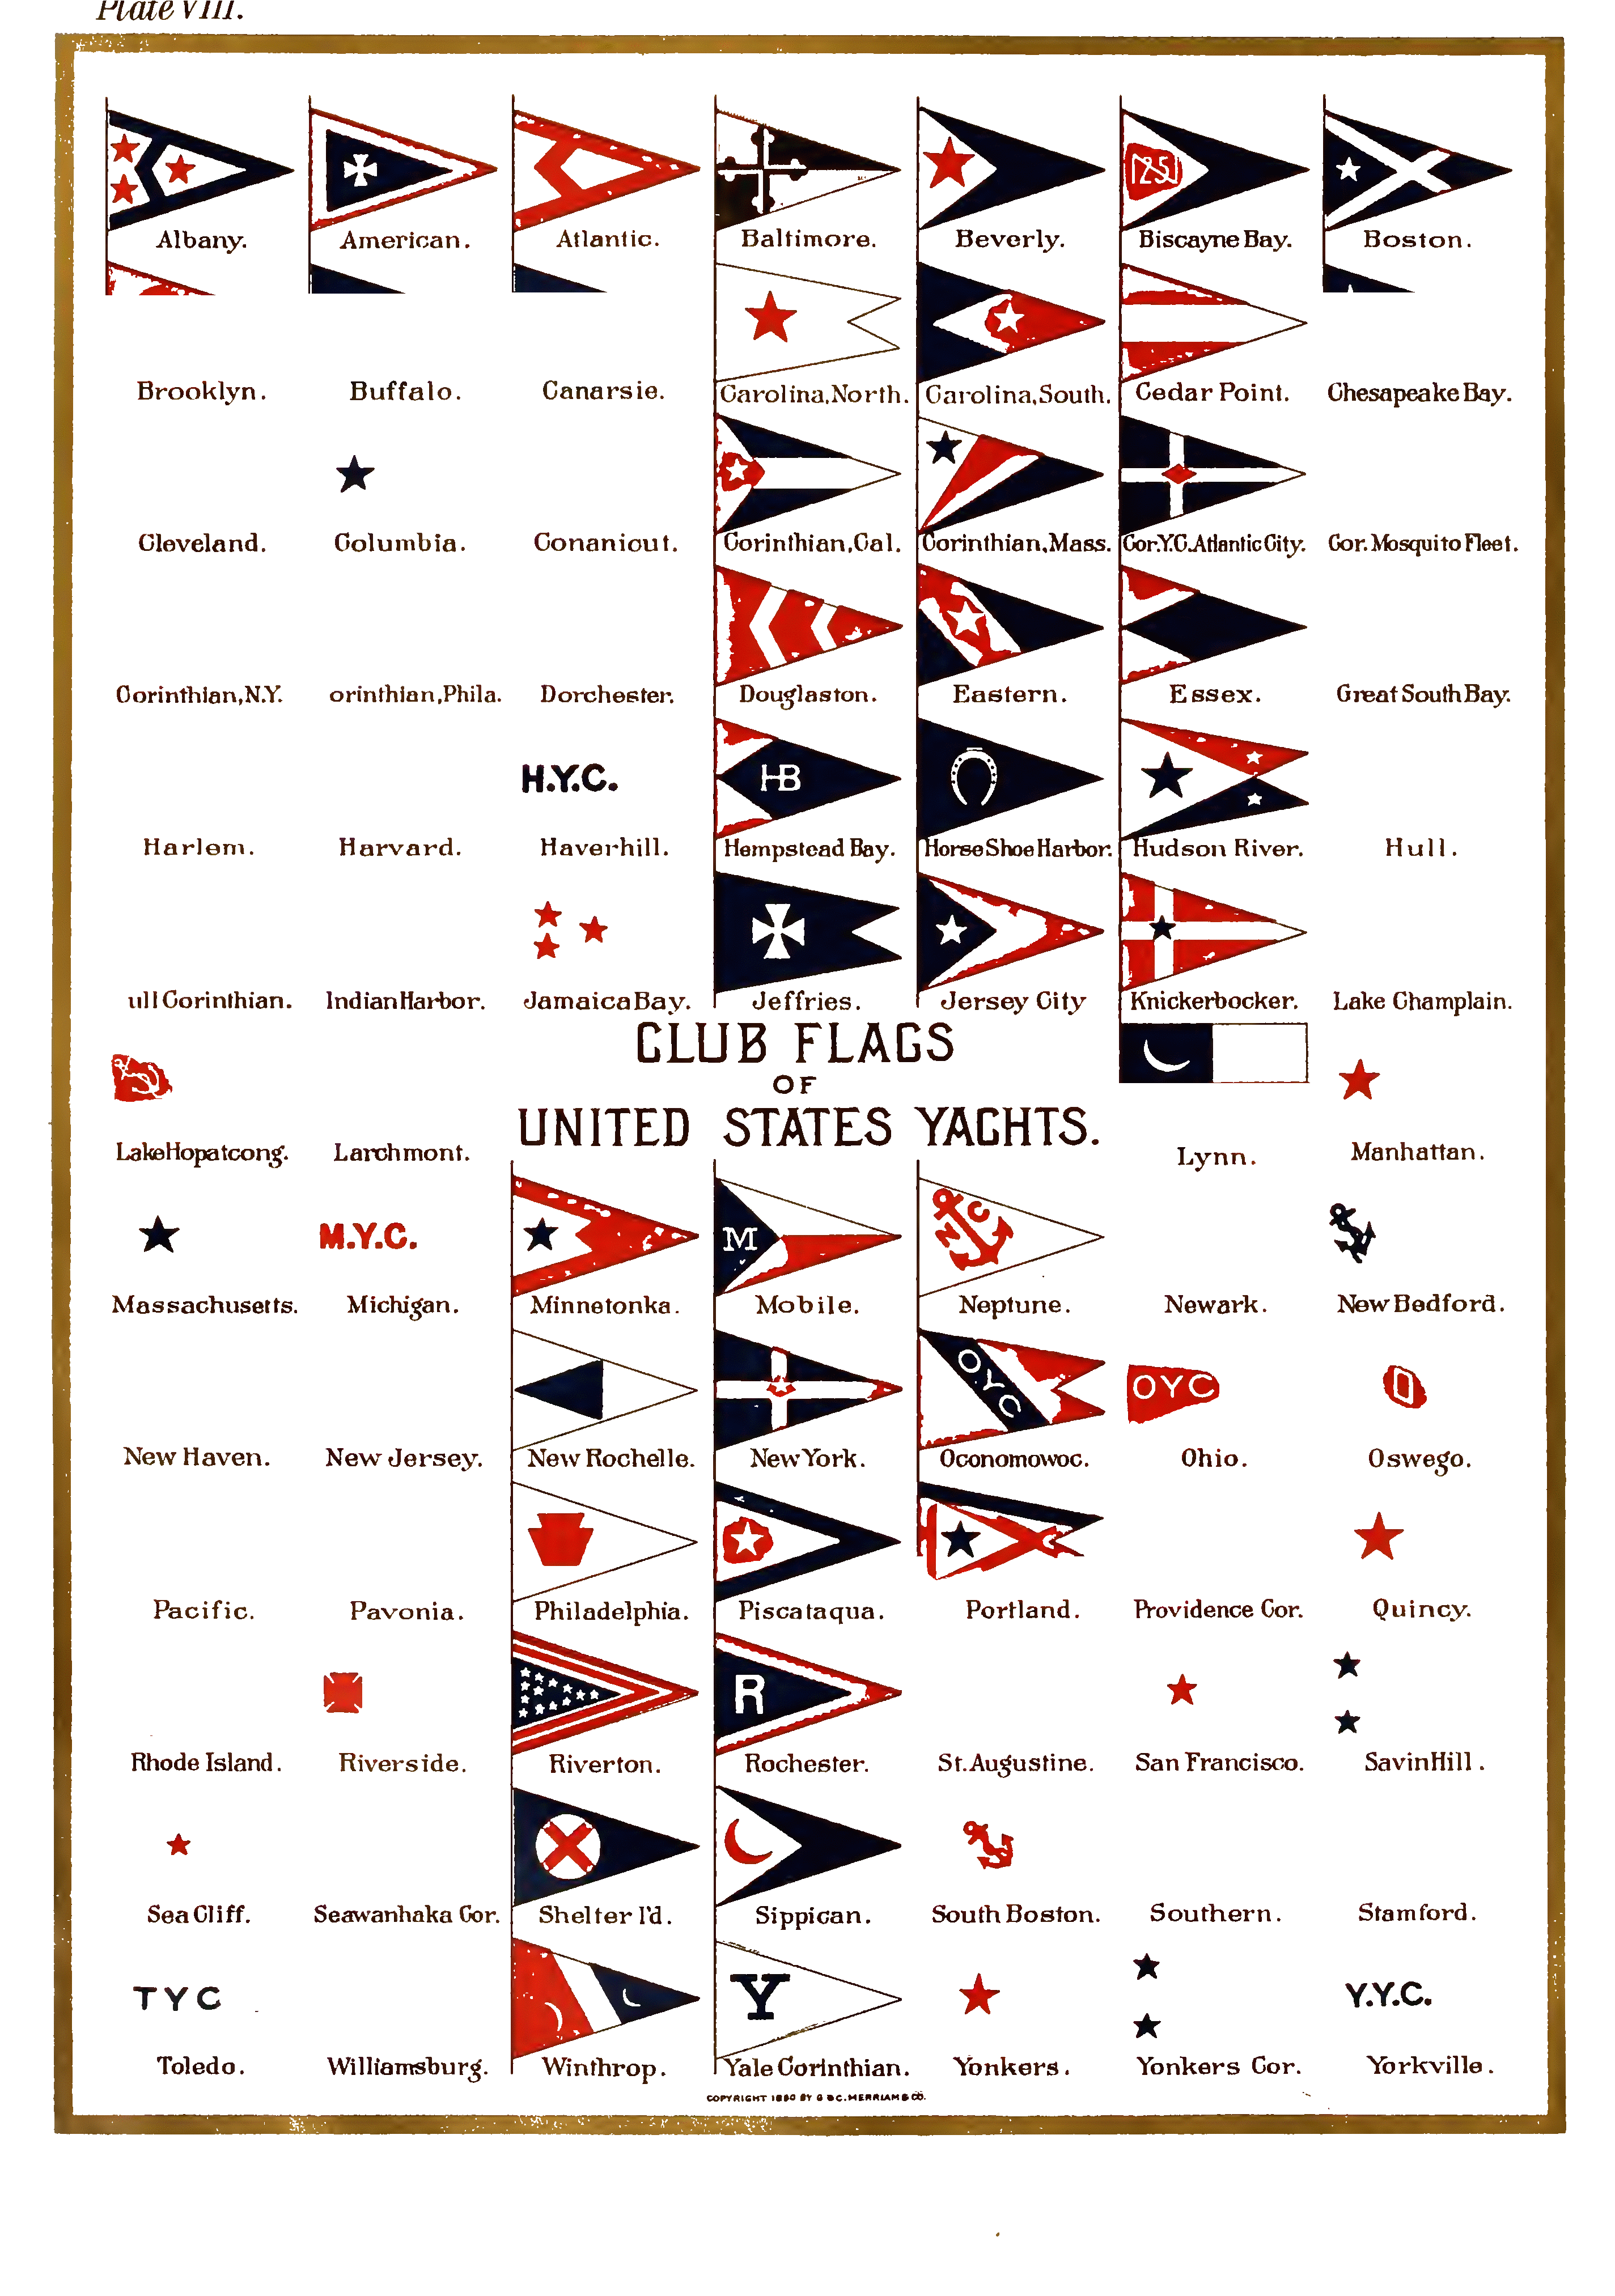 Plate VIII.
Albany. American. Atlantic. Baltimore. Beverly. Biscayne Bay. Boston.
Brooklyn. Buffalo. Canarsie. Carolina, North. Carolina, South. Cedar Point. Chesapeake Bay.
Cleveland. Columbia. Conanicut. Corinthian, Cal. Corinthian, Mass. Cor. Y.C. Atlantic City. Cor. Mosquito Fleet.
Corinthian, N.Y. orinthian, Phila. Dorchester. Douglaston. Eastern. Essex. Great South Bay.
H.Y.C. HB
Harlem. Harvard. Haverhill. Hempstead Bay. Horse Shoe Harbor. Hudson River. Hull.
ull Corinthian. Indian Harbor. Jamaica Bay. Jeffries. Jersey City Knickerbocker. Lake Champlain.
CLUB FLAGS
OF
UNITED STATES YACHTS.
Lake Hopatcong. Larchmont. Lynn. Manhattan.
M.Y.C. M N C
Massachusetts. Michigan. Minnetonka. Mobile. Neptune. Newark. New Bedford.
OYC OYC O
New Haven. New Jersey. New Rochelle. New York. Oconomowoc. Ohio. Oswego.
Pacific. Pavonia. Philadelphia. Piscataqua. Portland. Providence Cor. Quincy.
R
Rhode Island. Riverside. Riverton. Rochester. St. Augustine. San Francisco. Savin Hill.
Sea Cliff. Seawanhaka Cor. Shelter I'd. Sippican. South Boston. Southern. Stamford.
TYC Y Y.Y.C.
Toledo. Williamsburg. Winthrop. Yale Corinthian. Yonkers. Yonkers Cor. Yorkville.
COPYRIGHT 1890 BY G & C. MERRIAM & CO.